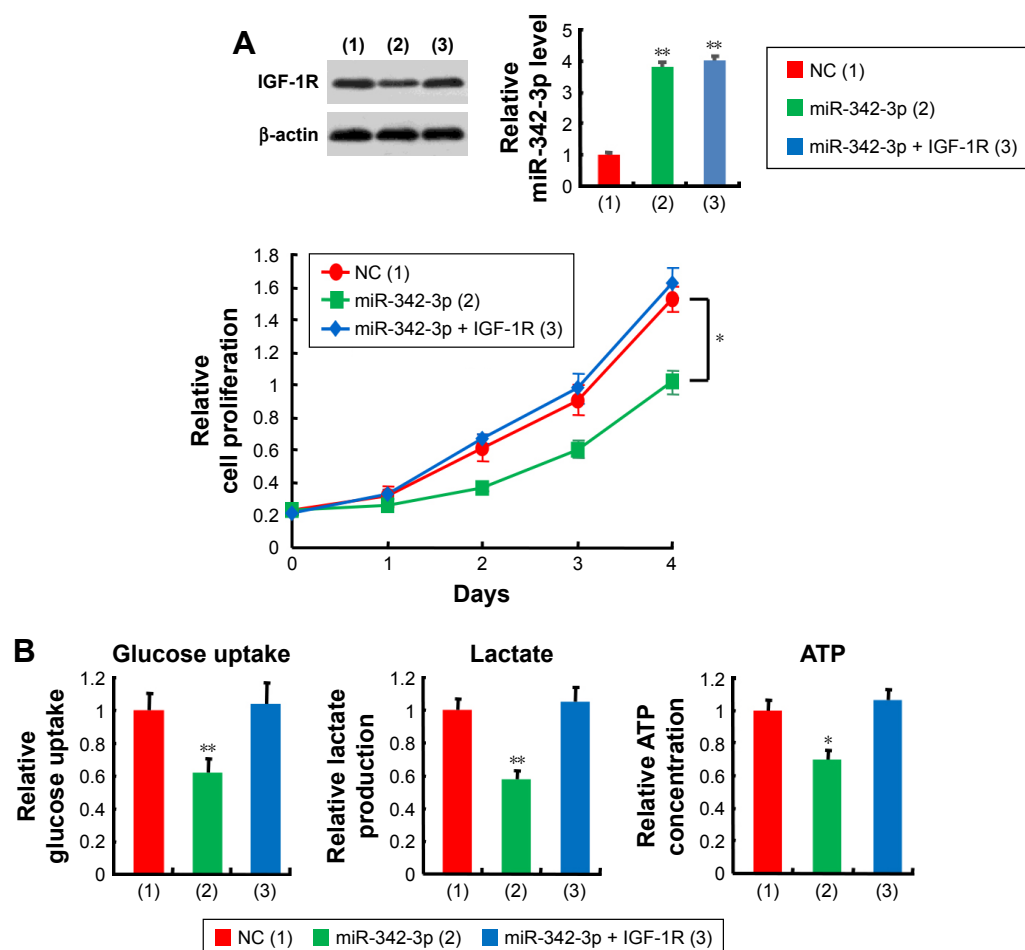 A
(1) (2) (3)
IGF-1R
β-actin
Relative
miR-342-3p level
5
4
3
2
1
0
** **
(1) (2) (3)
NC (1)
miR-342-3p (2)
miR-342-3p + IGF-1R (3)
Relative
cell proliferation
1.8
1.6
1.4
1.2
1
0.8
0.6
0.4
0.2
0
NC (1)
miR-342-3p (2)
miR-342-3p + IGF-1R (3)
*
0 1 2 3 4
Days
B
Glucose uptake
Relative
glucose uptake
1.2
1
0.8
0.6
0.4
0.2
0
**
(1) (2) (3)
Lactate
Relative lactate
production
1.2
1
0.8
0.6
0.4
0.2
0
**
(1) (2) (3)
ATP
Relative ATP
concentration
1.2
1
0.8
0.6
0.4
0.2
0
*
(1) (2) (3)
NC (1) miR-342-3p (2) miR-342-3p + IGF-1R (3)